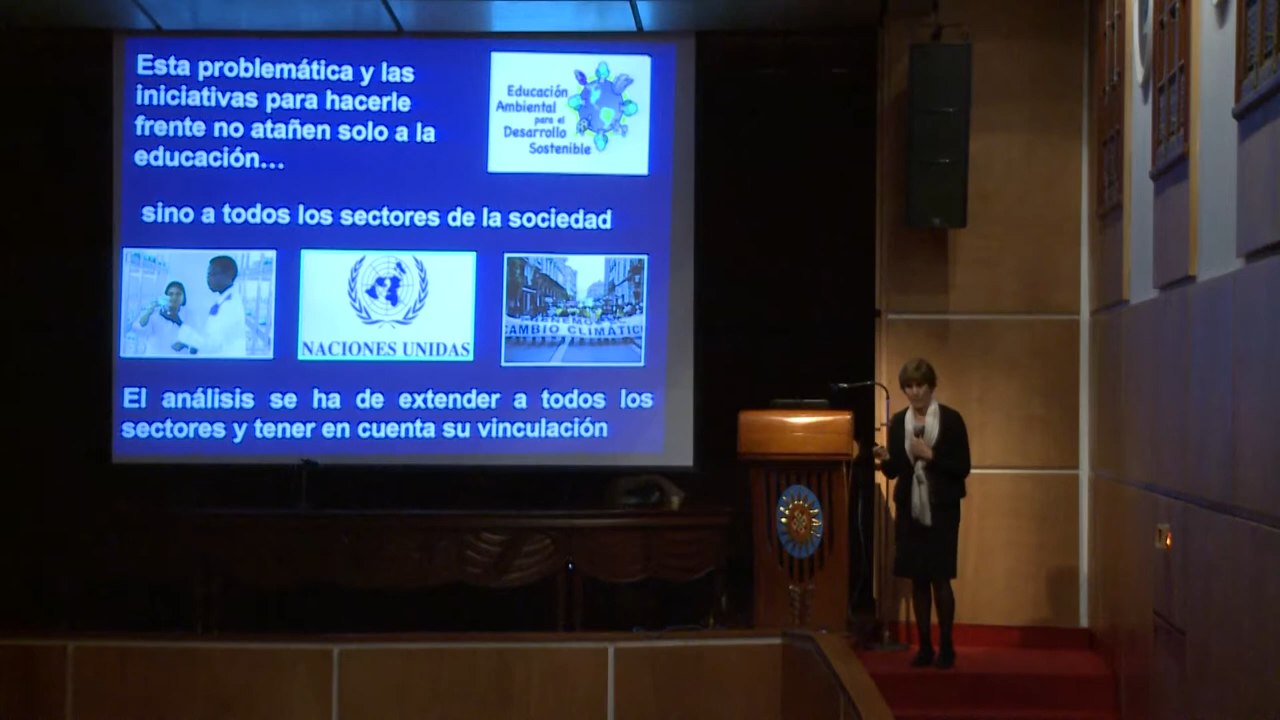 Esta problemática y las
iniciativas para hacerle
frente no atañen solo a la
educación...
Educación
Ambiental
para el
Desarrollo
Sostenible
sino a todos los sectores de la sociedad
NACIONES UNIDAS
CAMBIO CLIMATIC
El análisis se ha de extender a todos los
sectores y tener en cuenta su vinculación